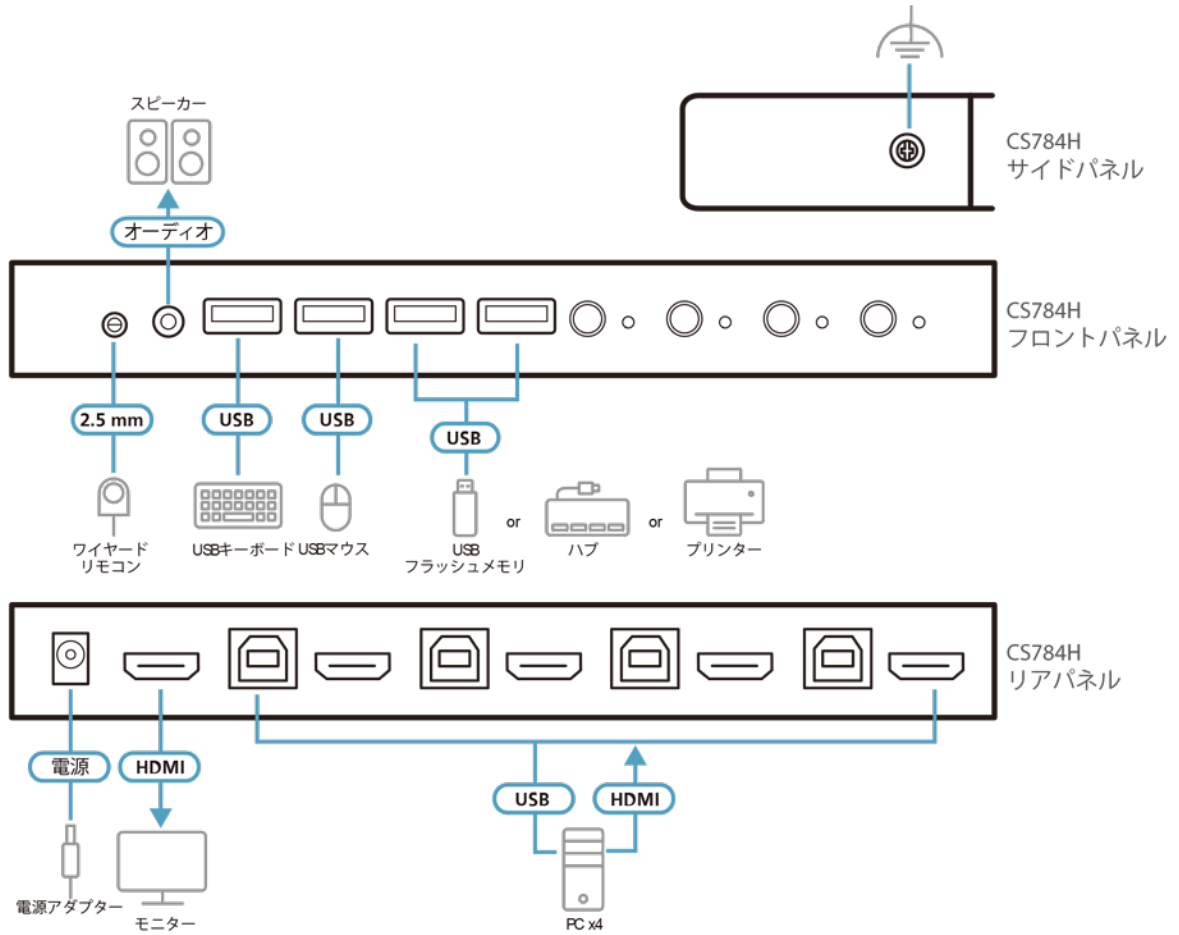 スピーカー
オーディオ
CS784H
サイドパネル
CS784H
フロントパネル
2.5 mm
USB
USB
USB
ワイヤード
リモコン
USBキーボード
USBマウス
USB
フラッシュメモリ
or
ハブ
or
プリンター
CS784H
リアパネル
電源
HDMI
USB
HDMI
電源アダプター
モニター
PC x4